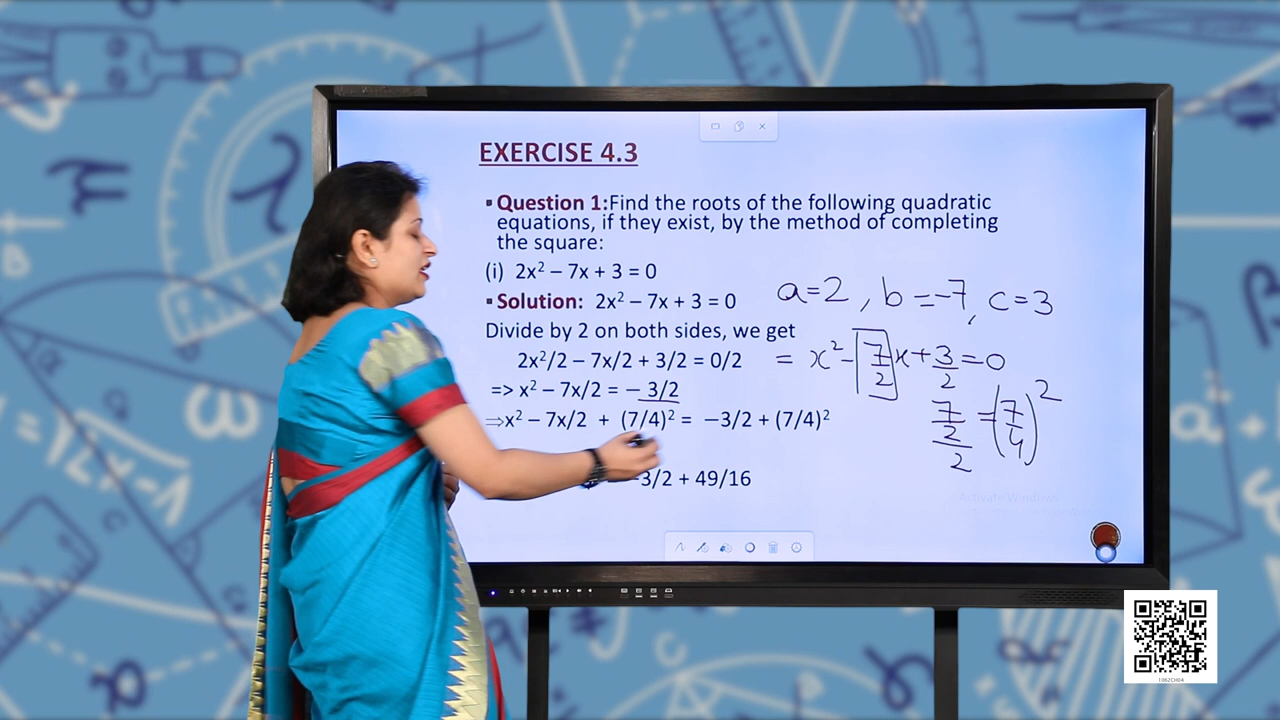 EXERCISE 4.3
▪ Question 1:Find the roots of the following quadratic
equations, if they exist, by the method of completing
the square:
(i) 2x² – 7x + 3 = 0
▪ Solution: 2x² – 7x + 3 = 0
a=2, b=-7, c=3
Divide by 2 on both sides, we get
2x²/2 – 7x/2 + 3/2 = 0/2
= x² - 7/2 x + 3/2 = 0
=> x² – 7x/2 = – 3/2
7/2/2 = (7/4)²
⇒x² – 7x/2 + (7/4)² = –3/2 + (7/4)²
3/2 + 49/16
Activate Windows
1062CH04